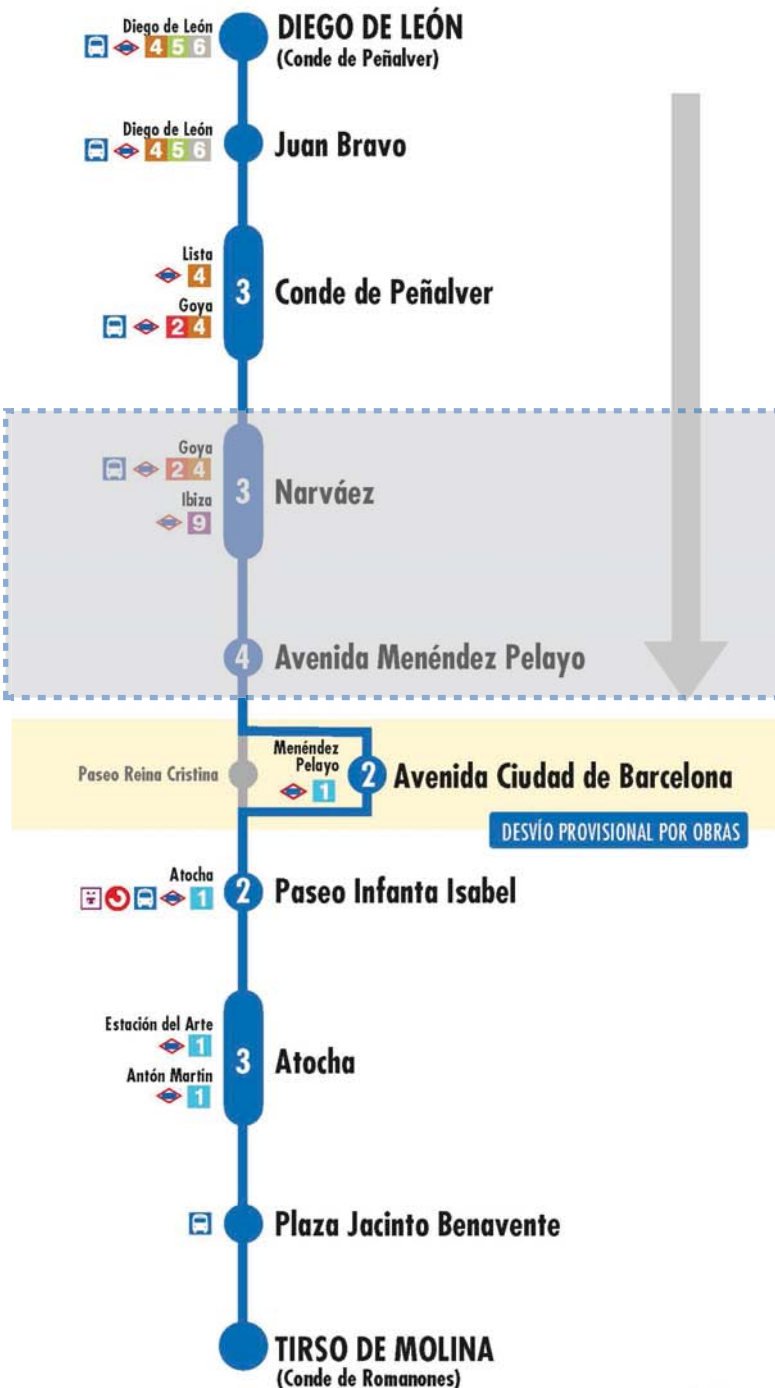 Diego de León
4 5 6
DIEGO DE LEÓN
(Conde de Peñalver)
Diego de León
4 5 6
Juan Bravo
Lista
4
Goya
2 4
3
Conde de Peñalver
Goya
2 4
Ibiza
9
3
Narváez
4
Avenida Menéndez Pelayo
Paseo Reina Cristina
Menéndez
Pelayo
1
2
Avenida Ciudad de Barcelona
DESVÍO PROVISIONAL POR OBRAS
Atocha
1
2
Paseo Infanta Isabel
Estación del Arte
1
Antón Martin
1
3
Atocha
Plaza Jacinto Benavente
TIRSO DE MOLINA
(Conde de Romanones)